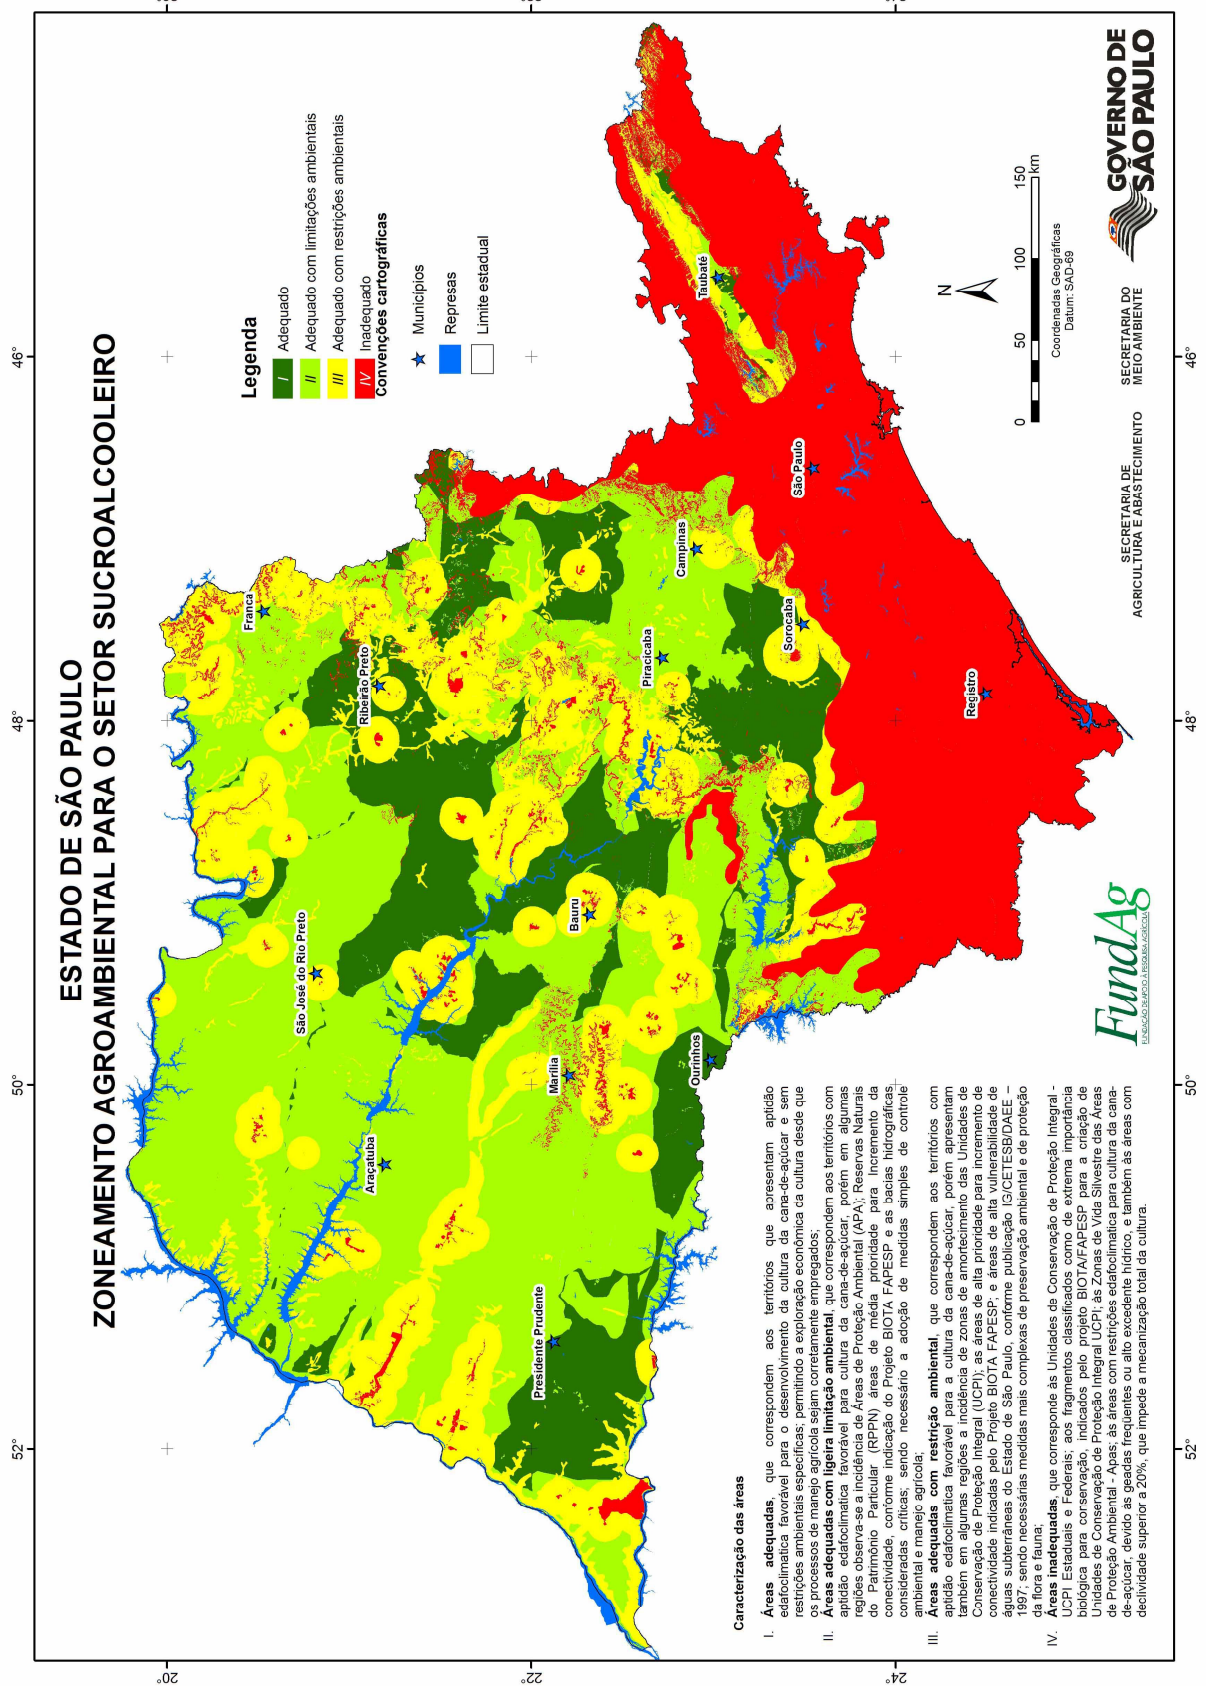 ESTADO DE SÃO PAULO
ZONEAMENTO AGROAMBIENTAL PARA O SETOR SUCROALCOOLEIRO
52°
50°
48°
46°
20°
22°
24°
52°
50°
48°
46°
Legenda
I Adequado
II Adequado com limitações ambientais
III Adequado com restrições ambientais
IV Inadequado
Convenções cartográficas
Municípios
Represas
Limite estadual
Franca
Ribeirão Preto
São José do Rio Preto
Araçatuba
Presidente Prudente
Marília
Bauru
Ourinhos
Piracicaba
Campinas
Sorocaba
São Paulo
Taubaté
Registro
N
0 50 100 150 km
Coordenadas Geográficas
Datum: SAD-69
Caracterização das áreas
I. Áreas adequadas, que correspondem aos territórios que apresentam aptidão
edafoclimatica favorável para o desenvolvimento da cultura da cana-de-açúcar e sem
restrições ambientais específicas; permitindo a exploração econômica da cultura desde que
os processos de manejo agrícola sejam corretamente empregados;
II. Áreas adequadas com ligeira limitação ambiental, que correspondem aos territórios com
aptidão edafoclimatica favorável para cultura da cana-de-açúcar, porém em algumas
regiões observa-se a incidência de Áreas de Proteção Ambiental (APA); Reservas Naturais
do Patrimônio Particular (RPPN) áreas de média prioridade para Incremento da
conectividade, conforme indicação do Projeto BIOTA FAPESP e as bacias hidrográficas
consideradas críticas; sendo necessário a adoção de medidas simples de controle
ambiental e manejo agrícola;
III. Áreas adequadas com restrição ambiental, que correspondem aos territórios com
aptidão edafoclimatica favorável para a cultura da cana-de-açúcar, porém apresentam
também em algumas regiões a incidência de zonas de amortecimento das Unidades de
Conservação de Proteção Integral (UCPI); as áreas de alta prioridade para incremento de
conectividade indicadas pelo Projeto BIOTA FAPESP; e áreas de alta vulnerabilidade de
águas subterrâneas do Estado de São Paulo, conforme publicação IG/CETESB/DAEE –
1997; sendo necessárias medidas mais complexas de preservação ambiental e de proteção
da flora e fauna;
IV. Áreas inadequadas, que corresponde às Unidades de Conservação de Proteção Integral -
UCPI Estaduais e Federais; aos fragmentos classificados como de extrema importância
biológica para conservação, indicados pelo projeto BIOTA/FAPESP para a criação de
Unidades de Conservação de Proteção Integral UCPI; às Zonas de Vida Silvestre das Áreas
de Proteção Ambiental - Apas; às áreas com restrições edafoclimatica para cultura da cana-
de-açúcar, devido às geadas freqüentes ou alto excedente hídrico, e também às áreas com
declividade superior a 20%, que impede a mecanização total da cultura.
FundAg
FUNDAÇÃO DE APOIO À PESQUISA AGRÍCOLA
SECRETARIA DE
AGRICULTURA E ABASTECIMENTO
SECRETARIA DO
MEIO AMBIENTE
GOVERNO DE
SÃO PAULO